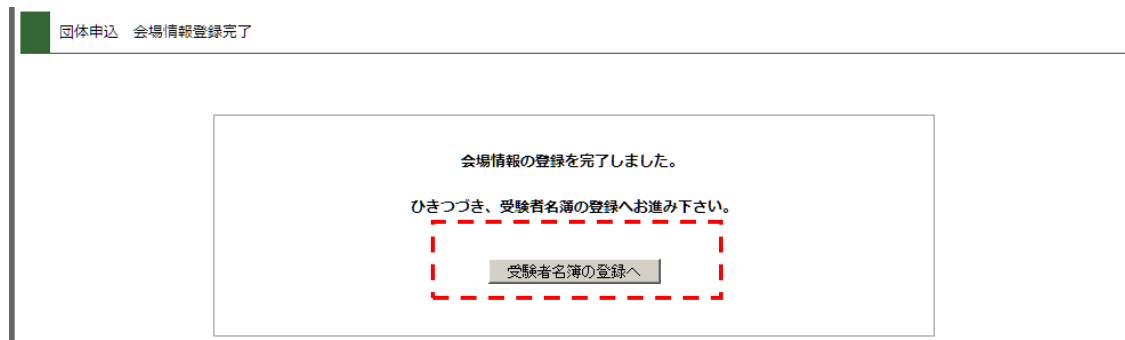 団体申込　会場情報登録完了
会場情報の登録を完了しました。
ひきつづき、受験者名簿の登録へお進み下さい。
受験者名簿の登録へ